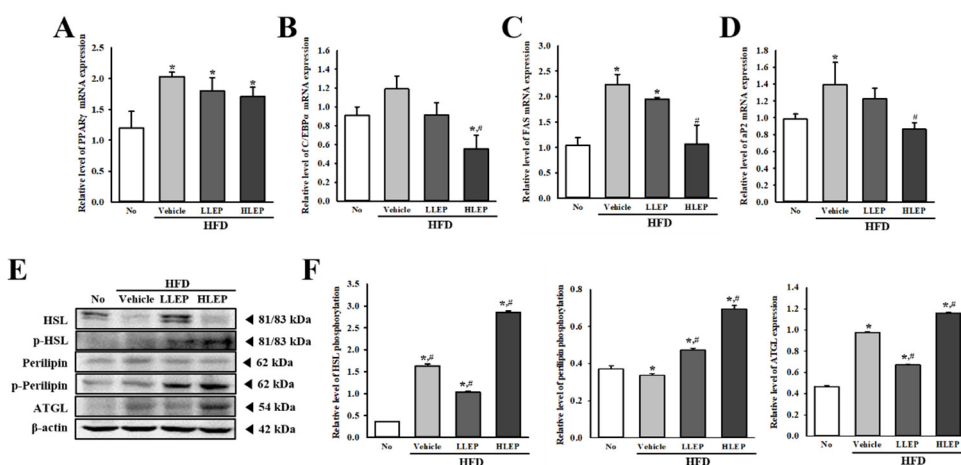 A
Relative level of PPARγ mRNA expression
2.5
2.0
1.5
1.0
0.5
0.0
* * *
No Vehicle LLEP HLEP
HFD
B
Relative level of C/EBPα mRNA expression
1.6
1.4
1.2
1.0
0.8
0.6
0.4
0.2
0.0
*,#
No Vehicle LLEP HLEP
HFD
C
Relative level of FAS mRNA expression
3.0
2.5
2.0
1.5
1.0
0.5
0.0
* * #
No Vehicle LLEP HLEP
HFD
D
Relative level of aP2 mRNA expression
1.8
1.6
1.4
1.2
1.0
0.8
0.6
0.4
0.2
0.0
* #
No Vehicle LLEP HLEP
HFD
E
HFD
No Vehicle LLEP HLEP
HSL ◄ 81/83 kDa
p-HSL ◄ 81/83 kDa
Perilipin ◄ 62 kDa
p-Perilipin ◄ 62 kDa
ATGL ◄ 54 kDa
β-actin ◄ 42 kDa
F
Relative level of HSL phosphorylation
3.0
2.5
2.0
1.5
1.0
0.5
0.0
*,# *,# *,#
No Vehicle LLEP HLEP
HFD
Relative level of perilipin phosphorylation
0.8
0.6
0.4
0.2
0.0
* *,# *,#
No Vehicle LLEP HLEP
HFD
Relative level of ATGL expression
1.4
1.2
1.0
0.8
0.6
0.4
0.2
0.0
* *,# *,#
No Vehicle LLEP HLEP
HFD